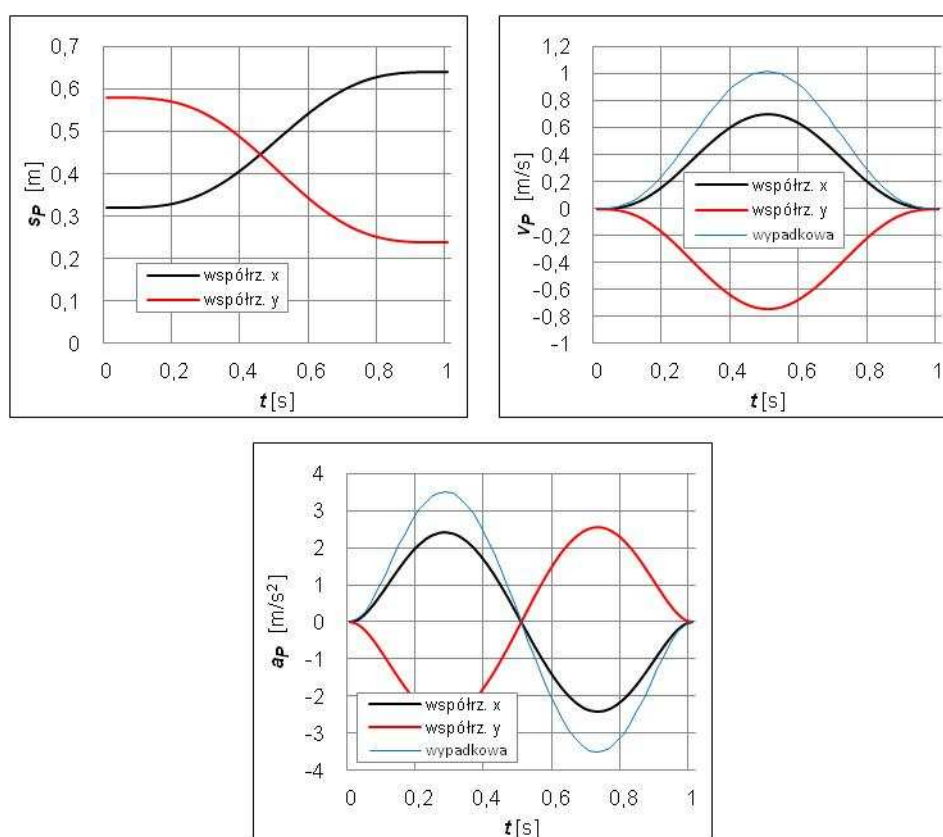 0,7
0,6
0,5
0,4
0,3
0,2
0,1
0
s_P [m]
współrz. x
współrz. y
0 0,2 0,4 0,6 0,8 1
t [s]
1,2
1
0,8
0,6
0,4
0,2
0
-0,2
-0,4
-0,6
-0,8
-1
v_P [m/s]
współrz. x
współrz. y
wypadkowa
0 0,2 0,4 0,6 0,8 1
t [s]
4
3
2
1
0
-1
-2
-3
-4
a_P [m/s²]
współrz. x
współrz. y
wypadkowa
0 0,2 0,4 0,6 0,8 1
t [s]